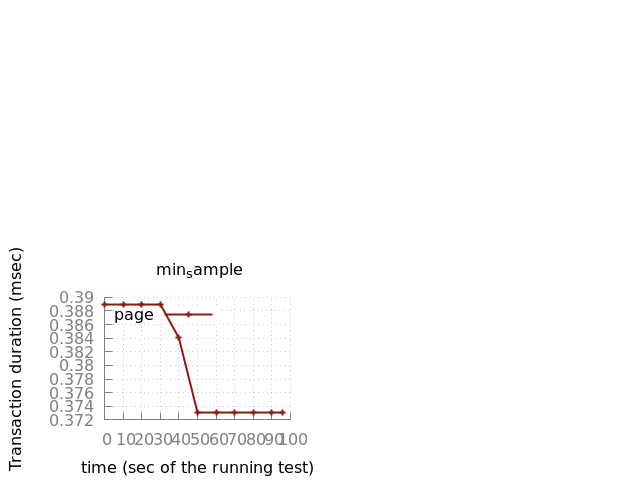 min_sample
Transaction duration (msec)
0.39
0.388
0.386
0.384
0.382
0.38
0.378
0.376
0.374
0.372
page
0 10 20 30 40 50 60 70 80 90 100
time (sec of the running test)